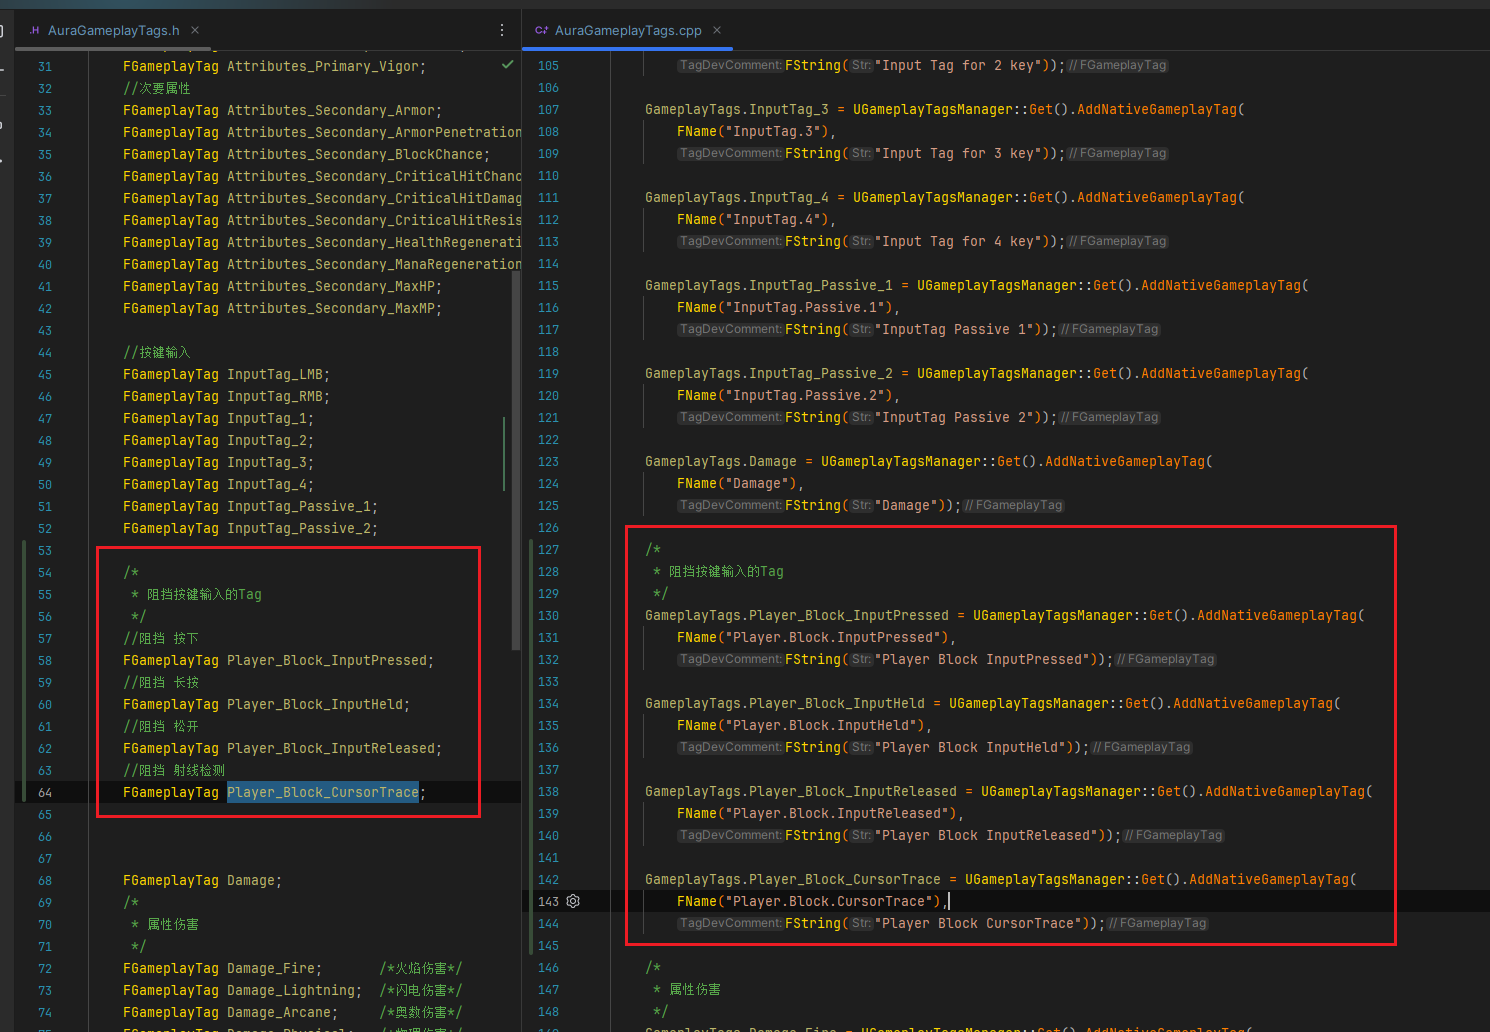 AuraGameplayTags.h
31 FGameplayTag Attributes_Primary_Vigor;
32 //次要属性
33 FGameplayTag Attributes_Secondary_Armor;
34 FGameplayTag Attributes_Secondary_ArmorPenetration
35 FGameplayTag Attributes_Secondary_BlockChance;
36 FGameplayTag Attributes_Secondary_CriticalHitChanc
37 FGameplayTag Attributes_Secondary_CriticalHitDamag
38 FGameplayTag Attributes_Secondary_CriticalHitResis
39 FGameplayTag Attributes_Secondary_HealthRegenerati
40 FGameplayTag Attributes_Secondary_ManaRegeneration
41 FGameplayTag Attributes_Secondary_MaxHP;
42 FGameplayTag Attributes_Secondary_MaxMP;
43
44 //按键输入
45 FGameplayTag InputTag_LMB;
46 FGameplayTag InputTag_RMB;
47 FGameplayTag InputTag_1;
48 FGameplayTag InputTag_2;
49 FGameplayTag InputTag_3;
50 FGameplayTag InputTag_4;
51 FGameplayTag InputTag_Passive_1;
52 FGameplayTag InputTag_Passive_2;
53
54 /*
55 * 阻挡按键输入的Tag
56 */
57 //阻挡 按下
58 FGameplayTag Player_Block_InputPressed;
59 //阻挡 长按
60 FGameplayTag Player_Block_InputHeld;
61 //阻挡 松开
62 FGameplayTag Player_Block_InputReleased;
63 //阻挡 射线检测
64 FGameplayTag Player_Block_CursorTrace;
65
66
67
68 FGameplayTag Damage;
69 /*
70 * 属性伤害
71 */
72 FGameplayTag Damage_Fire; /*火焰伤害*/
73 FGameplayTag Damage_Lightning; /*闪电伤害*/
74 FGameplayTag Damage_Arcane; /*奥数伤害*/
AuraGameplayTags.cpp
105 TagDevComment: FString( Str: "Input Tag for 2 key")); // FGameplayTag
106
107 GameplayTags.InputTag_3 = UGameplayTagsManager::Get().AddNativeGameplayTag(
108 FName("InputTag.3"),
109 TagDevComment: FString( Str: "Input Tag for 3 key")); // FGameplayTag
110
111 GameplayTags.InputTag_4 = UGameplayTagsManager::Get().AddNativeGameplayTag(
112 FName("InputTag.4"),
113 TagDevComment: FString( Str: "Input Tag for 4 key")); // FGameplayTag
114
115 GameplayTags.InputTag_Passive_1 = UGameplayTagsManager::Get().AddNativeGameplayTag(
116 FName("InputTag.Passive.1"),
117 TagDevComment: FString( Str: "InputTag Passive 1")); // FGameplayTag
118
119 GameplayTags.InputTag_Passive_2 = UGameplayTagsManager::Get().AddNativeGameplayTag(
120 FName("InputTag.Passive.2"),
121 TagDevComment: FString( Str: "InputTag Passive 2")); // FGameplayTag
122
123 GameplayTags.Damage = UGameplayTagsManager::Get().AddNativeGameplayTag(
124 FName("Damage"),
125 TagDevComment: FString( Str: "Damage")); // FGameplayTag
126
127 /*
128 * 阻挡按键输入的Tag
129 */
130 GameplayTags.Player_Block_InputPressed = UGameplayTagsManager::Get().AddNativeGameplayTag(
131 FName("Player.Block.InputPressed"),
132 TagDevComment: FString( Str: "Player Block InputPressed")); // FGameplayTag
133
134 GameplayTags.Player_Block_InputHeld = UGameplayTagsManager::Get().AddNativeGameplayTag(
135 FName("Player.Block.InputHeld"),
136 TagDevComment: FString( Str: "Player Block InputHeld")); // FGameplayTag
137
138 GameplayTags.Player_Block_InputReleased = UGameplayTagsManager::Get().AddNativeGameplayTag(
139 FName("Player.Block.InputReleased"),
140 TagDevComment: FString( Str: "Player Block InputReleased")); // FGameplayTag
141
142 GameplayTags.Player_Block_CursorTrace = UGameplayTagsManager::Get().AddNativeGameplayTag(
143 FName("Player.Block.CursorTrace"),
144 TagDevComment: FString( Str: "Player Block CursorTrace")); // FGameplayTag
145
146 /*
147 * 属性伤害
148 */